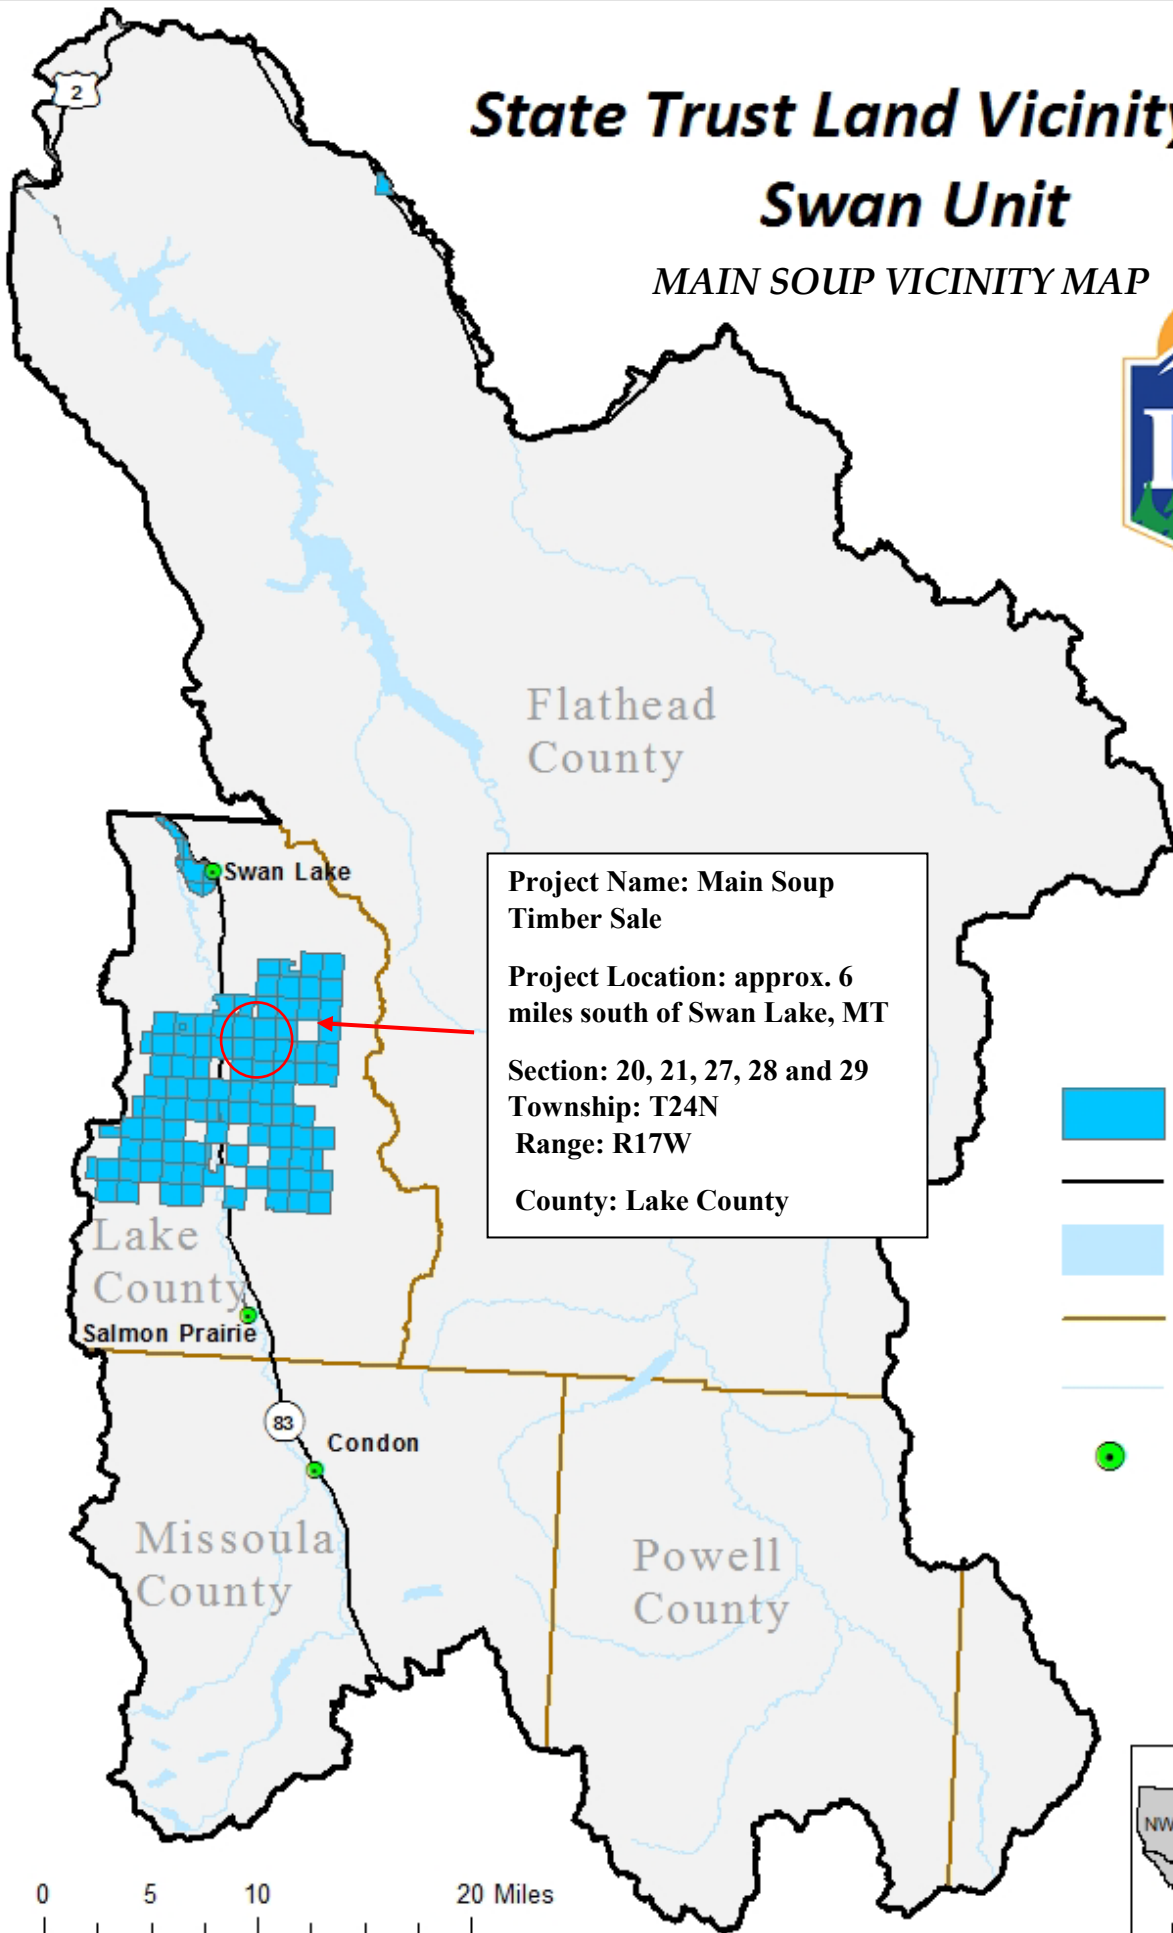 2
State Trust Land Vicinity
Swan Unit
MAIN SOUP VICINITY MAP
Flathead
County
Swan Lake
Project Name: Main Soup
Timber Sale
Project Location: approx. 6
miles south of Swan Lake, MT
Section: 20, 21, 27, 28 and 29
Township: T24N
Range: R17W
County: Lake County
Lake
County
Salmon Prairie
83
Condon
Missoula
County
Powell
County
NW
0 5 10 20 Miles